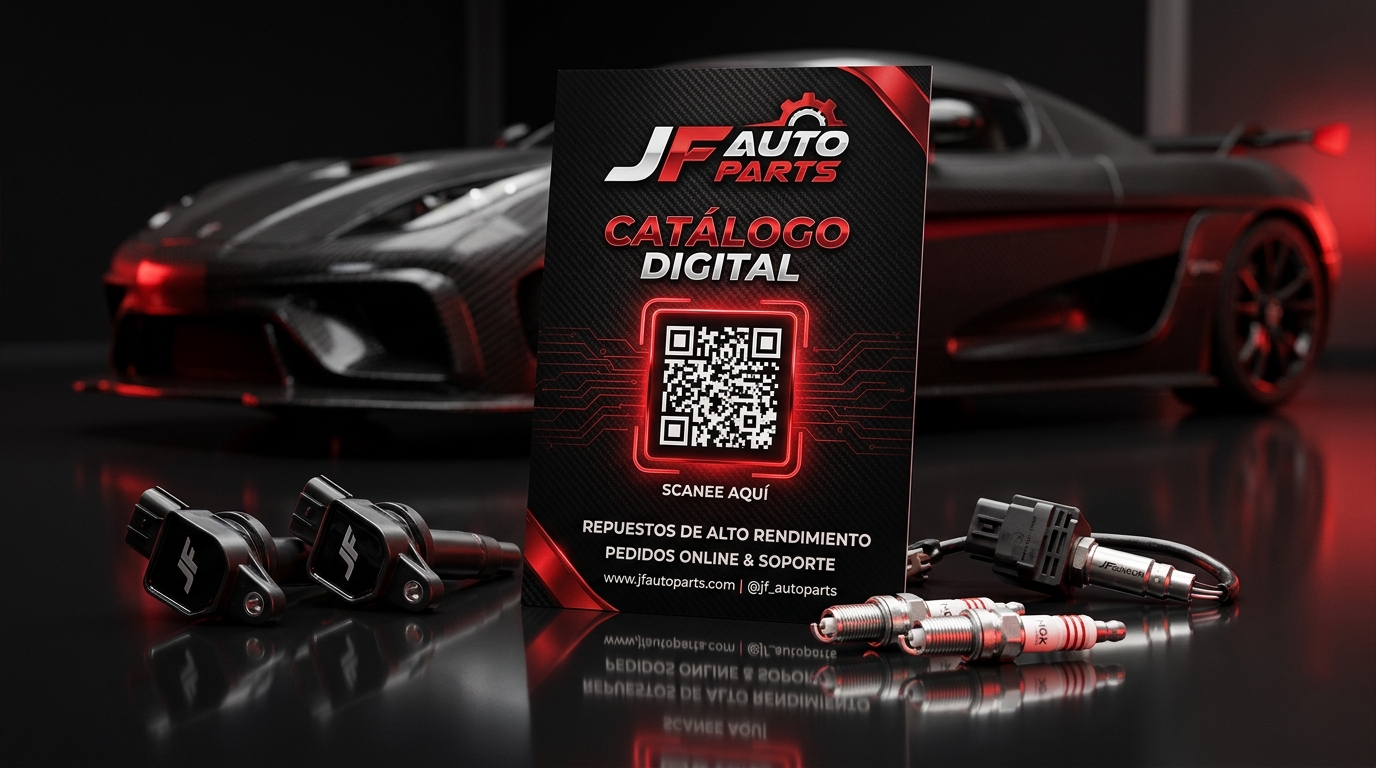 JF AUTO
PARTS
CATÁLOGO
DIGITAL
SCANEE AQUÍ
REPUESTOS DE ALTO RENDIMIENTO
PEDIDOS ONLINE & SOPORTE
www.jfautoparts.com | @jf_autoparts
JF
JF